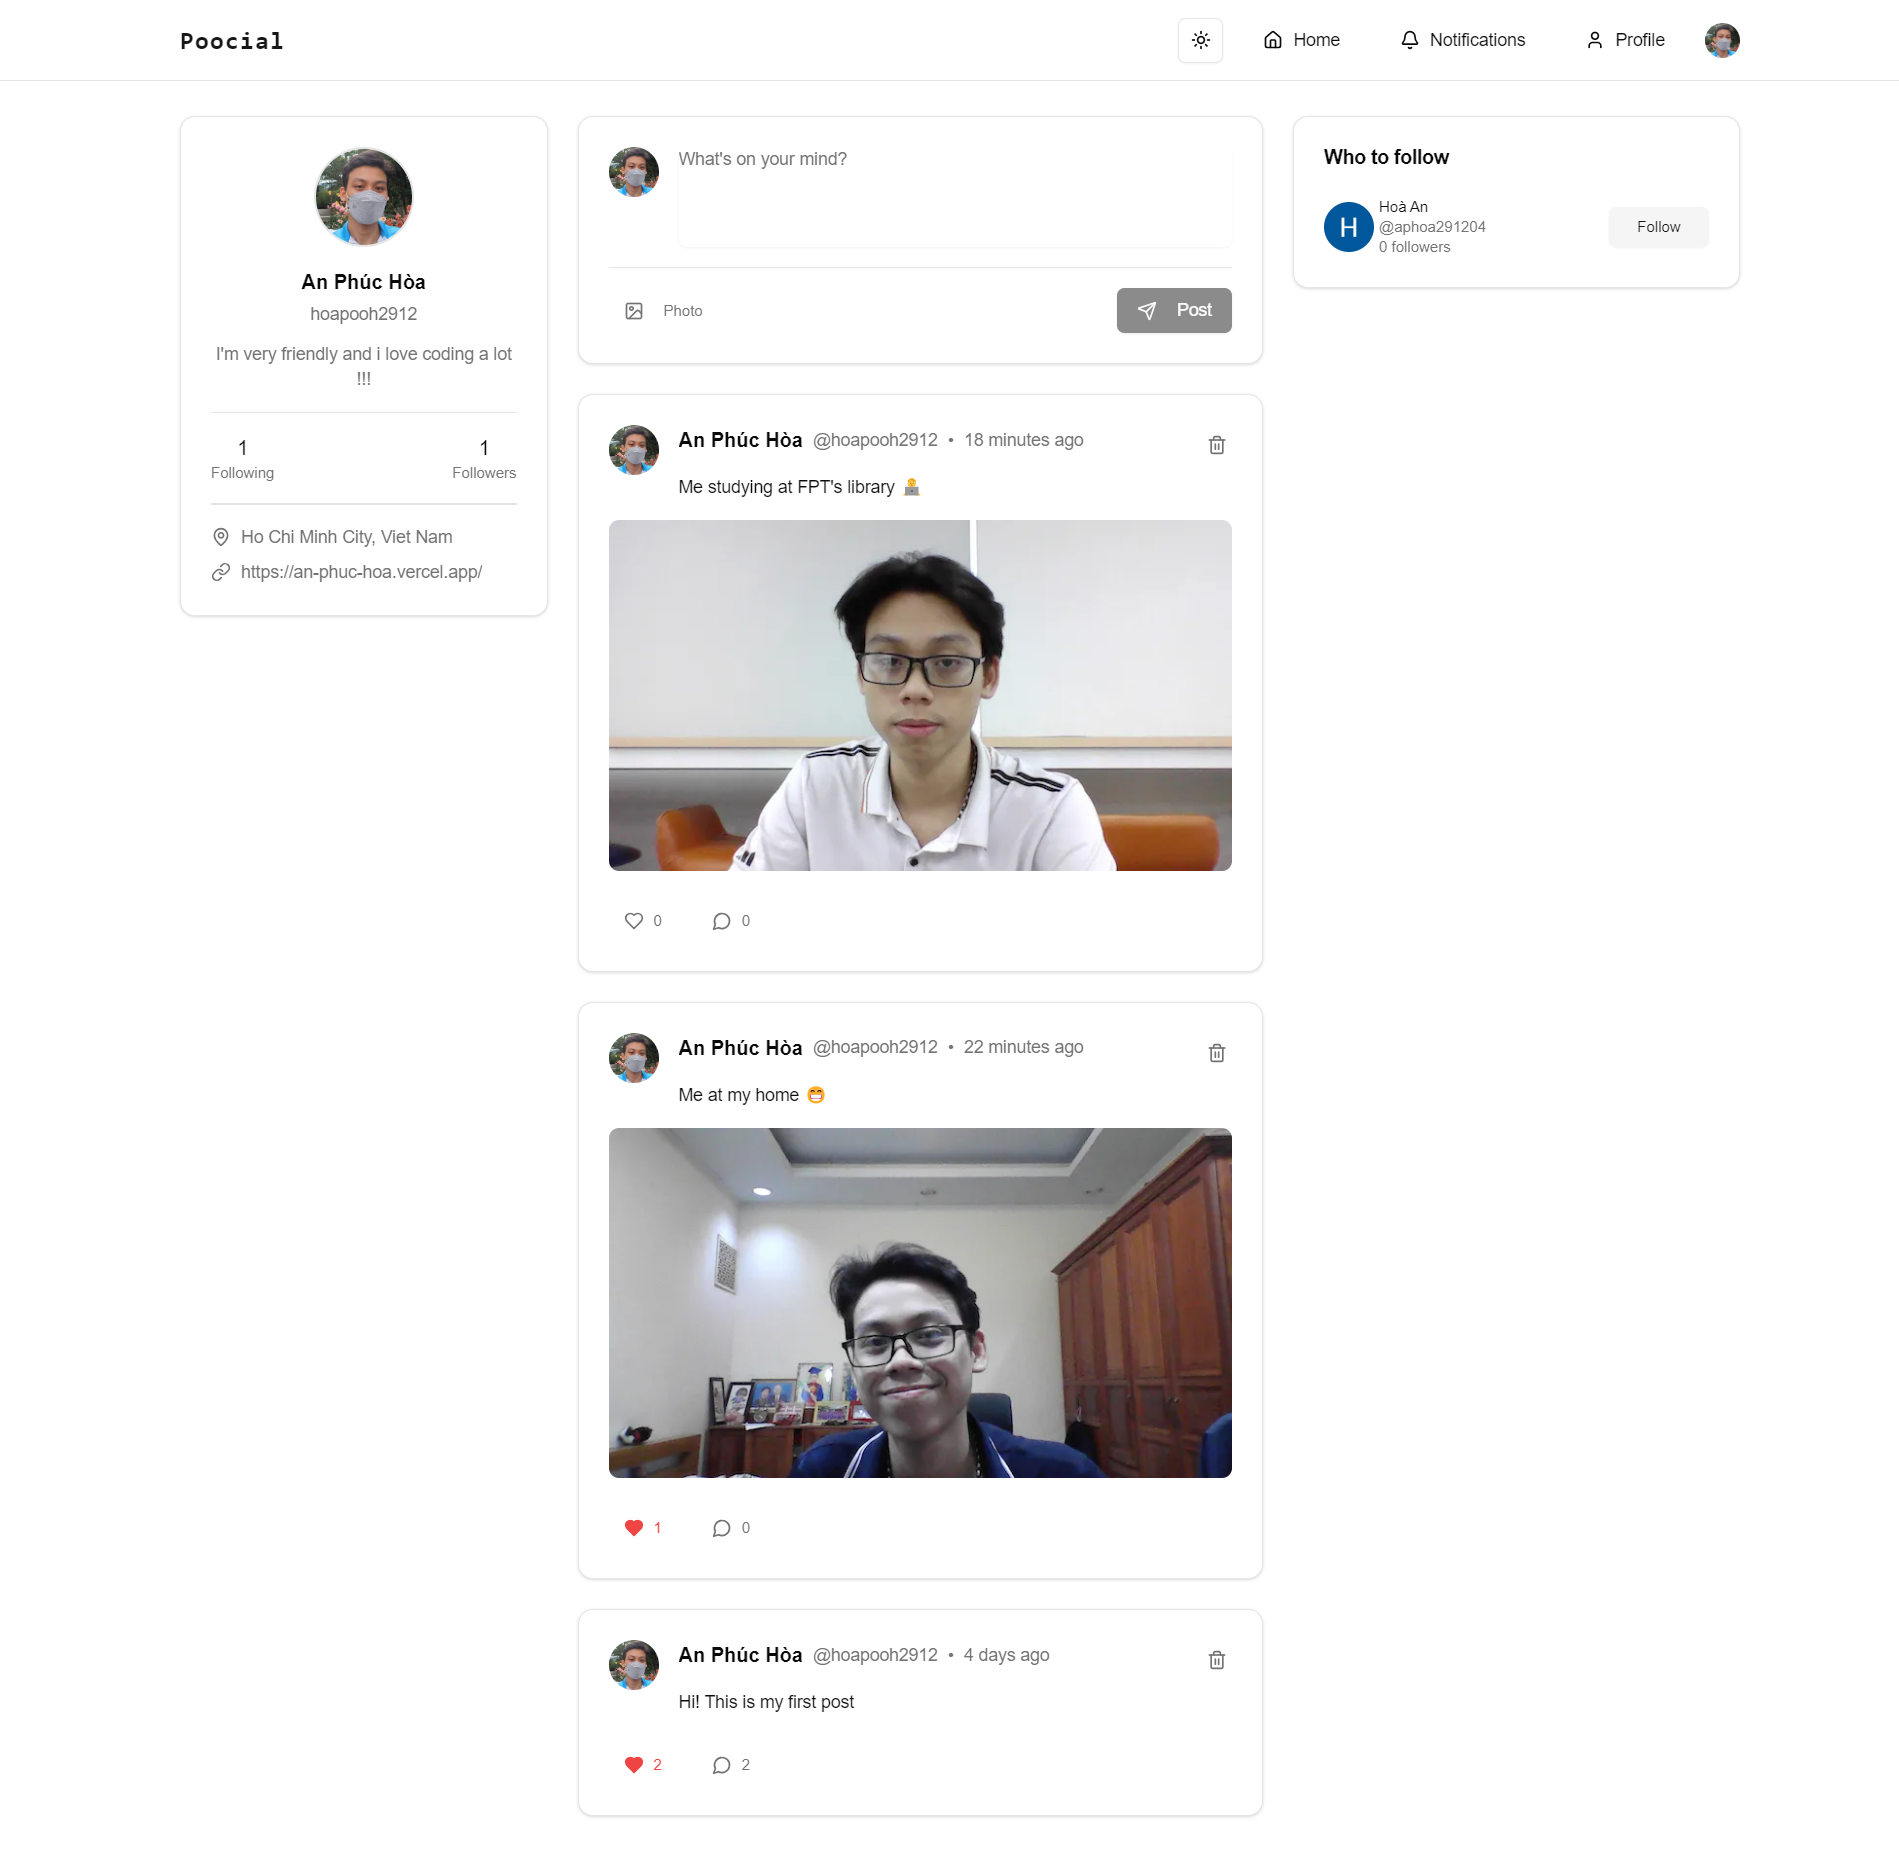 Poocial
Home
Notifications
Profile
An Phúc Hòa
hoapooh2912
I'm very friendly and i love coding a lot
!!!
1
Following
1
Followers
Ho Chi Minh City, Viet Nam
https://an-phuc-hoa.vercel.app/
What's on your mind?
Photo
Post
An Phúc Hòa @hoapooh2912 • 18 minutes ago
Me studying at FPT's library 🧑‍💻
0
0
An Phúc Hòa @hoapooh2912 • 22 minutes ago
Me at my home 😁
1
0
An Phúc Hòa @hoapooh2912 • 4 days ago
Hi! This is my first post
2
2
Who to follow
H
Hoà An
@aphoa291204
0 followers
Follow